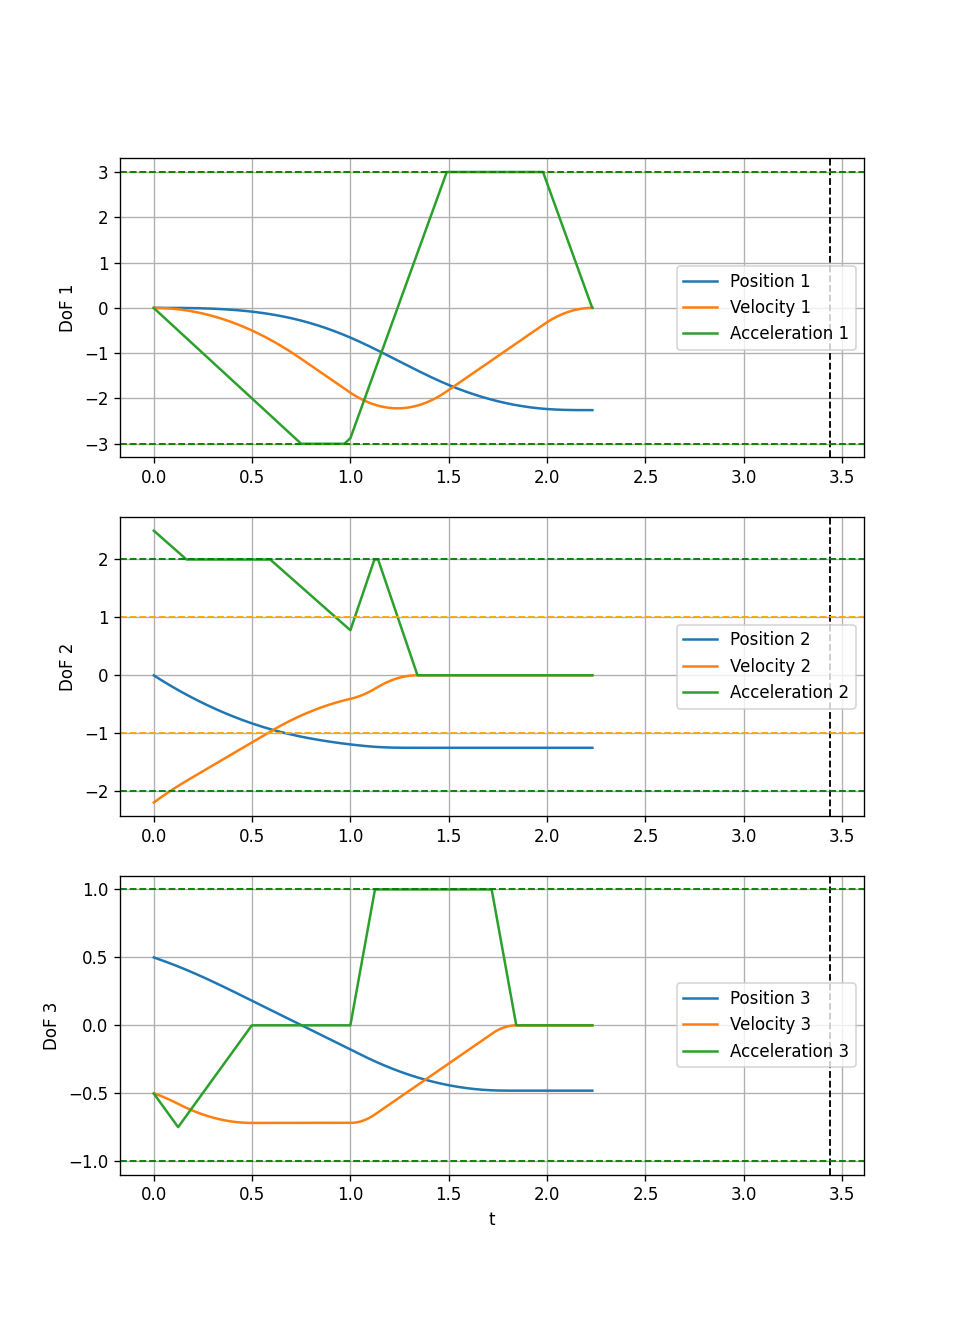 3
2
1
0
−1
−2
−3
DoF 1
Position 1
Velocity 1
Acceleration 1
0.0 0.5 1.0 1.5 2.0 2.5 3.0 3.5
2
1
0
−1
−2
DoF 2
Position 2
Velocity 2
Acceleration 2
0.0 0.5 1.0 1.5 2.0 2.5 3.0 3.5
1.0
0.5
0.0
−0.5
−1.0
DoF 3
Position 3
Velocity 3
Acceleration 3
0.0 0.5 1.0 1.5 2.0 2.5 3.0 3.5
t